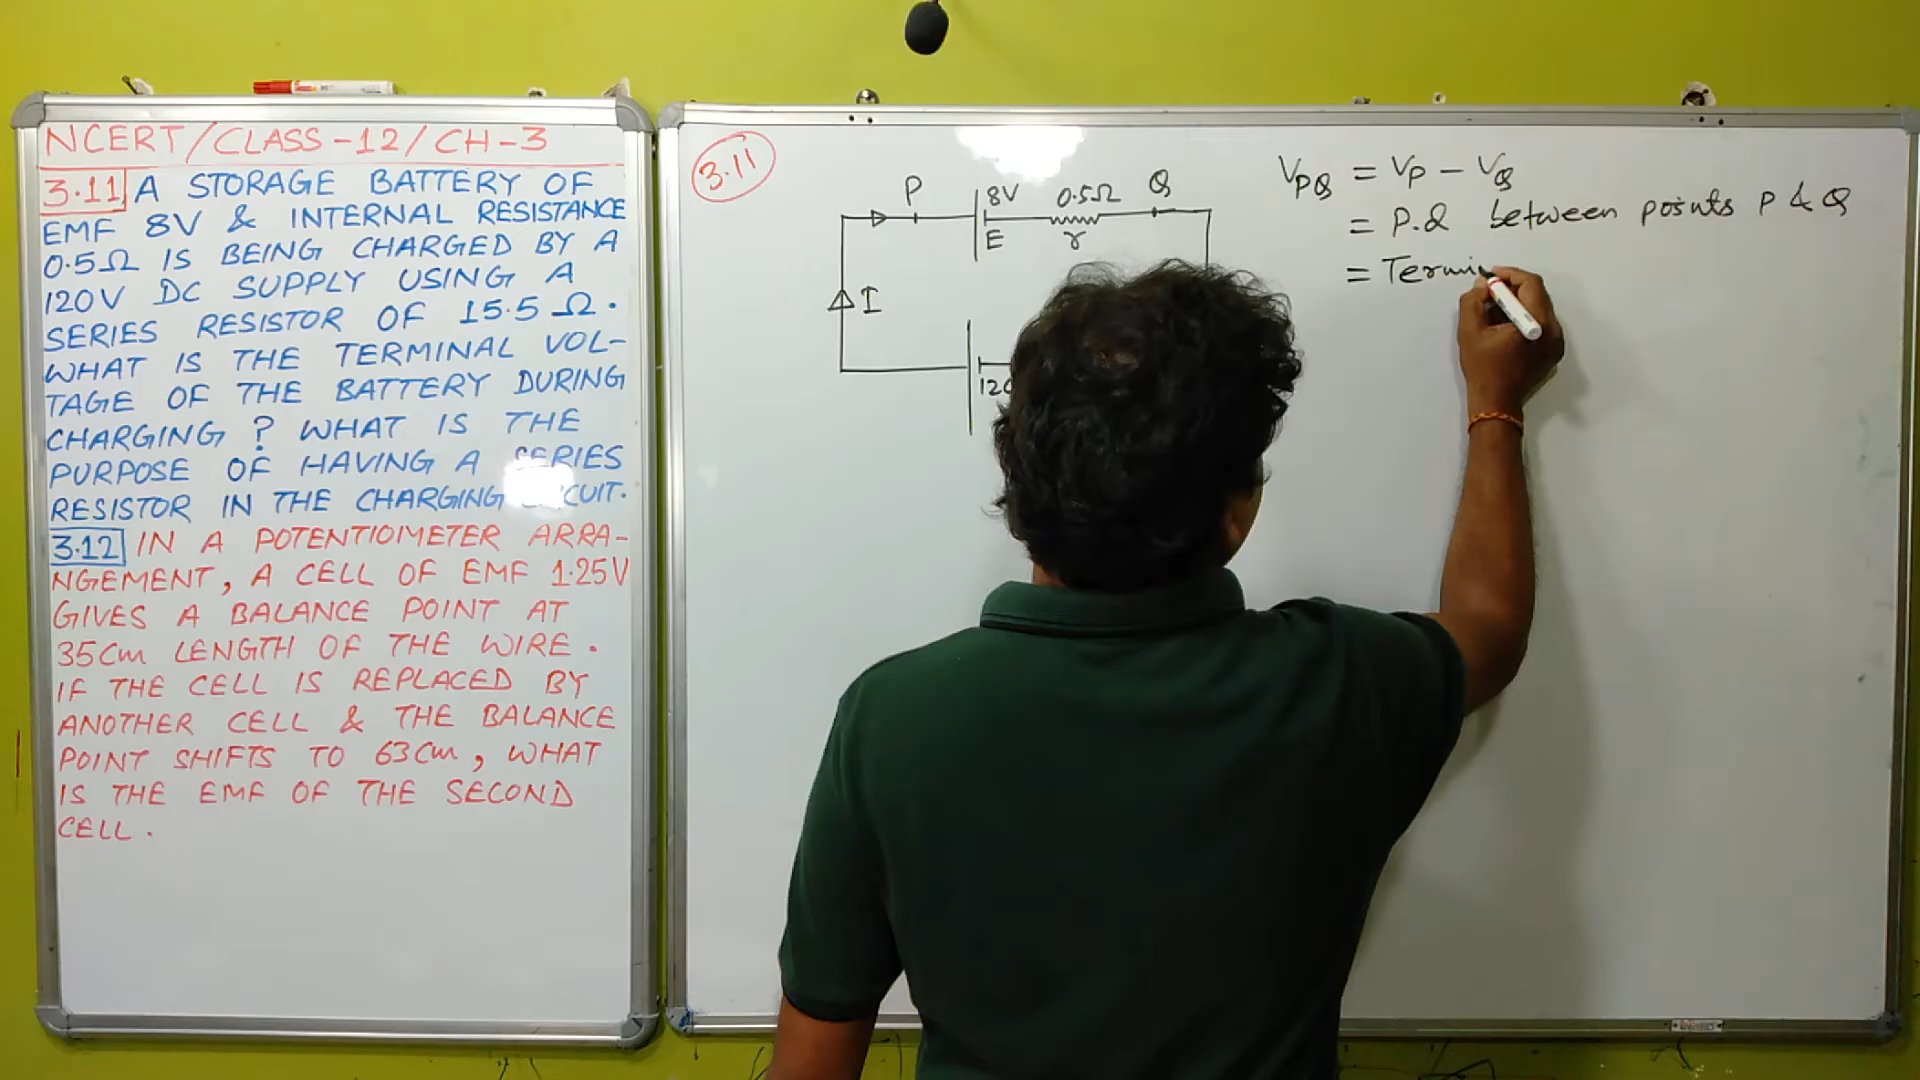 NCERT/CLASS-12/CH-3
3.11 A STORAGE BATTERY OF
EMF 8V & INTERNAL RESISTANCE
0.5Ω IS BEING CHARGED BY A
120V DC SUPPLY USING A
SERIES RESISTOR OF 15.5 Ω.
WHAT IS THE TERMINAL VOL-
TAGE OF THE BATTERY DURING
CHARGING ? WHAT IS THE
PURPOSE OF HAVING A SERIES
RESISTOR IN THE CHARGING CUIT.
3.12 IN A POTENTIOMETER ARRA-
NGEMENT, A CELL OF EMF 1.25V
GIVES A BALANCE POINT AT
35Cm LENGTH OF THE WIRE.
IF THE CELL IS REPLACED BY
ANOTHER CELL & THE BALANCE
POINT SHIFTS TO 63Cm, WHAT
IS THE EMF OF THE SECOND
CELL.
3.11
P 8V 0.5Ω Q
E r
I
VPQ = VP - VQ
= P.d between points P & Q
= Termi